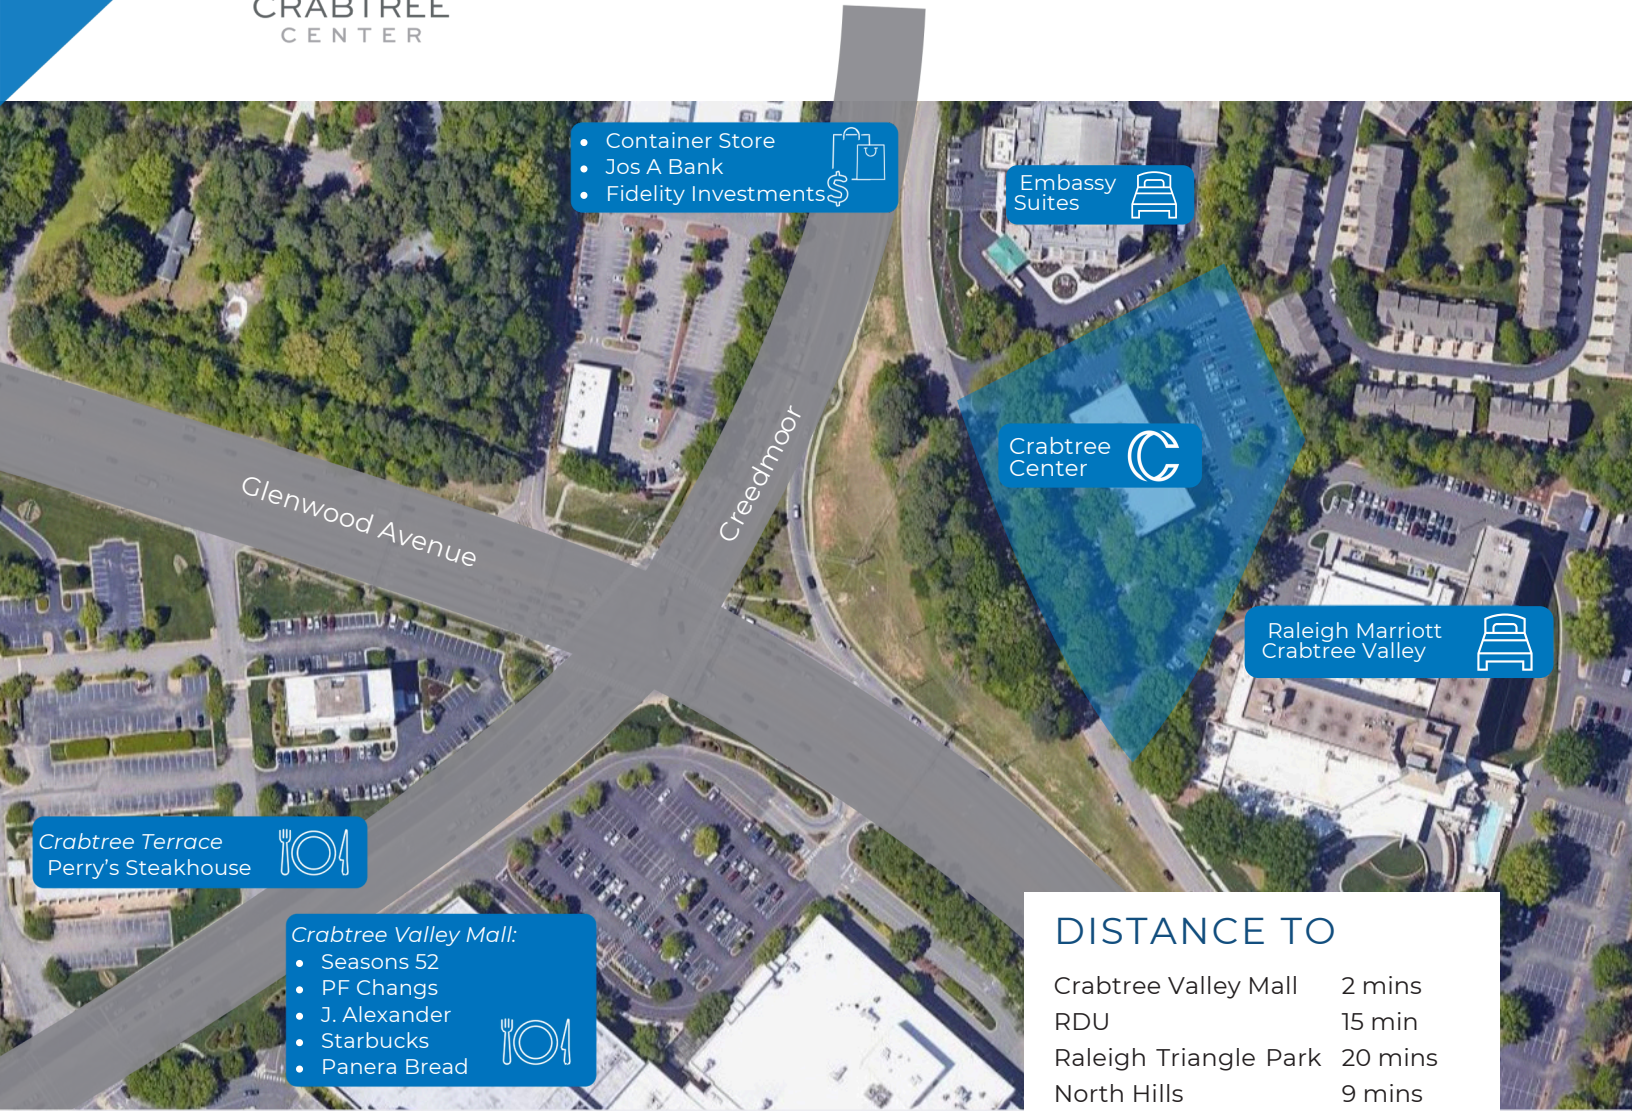 CRABTREE
CENTER
Container Store
Jos A Bank
Fidelity Investments
Embassy
Suites
Crabtree
Center
Glenwood Avenue
Creedmoor
Raleigh Marriott
Crabtree Valley
Crabtree Terrace
Perry's Steakhouse
Crabtree Valley Mall:
Seasons 52
PF Changs
J. Alexander
Starbucks
Panera Bread
DISTANCE TO
Crabtree Valley Mall 2 mins
RDU 15 min
Raleigh Triangle Park 20 mins
North Hills 9 mins